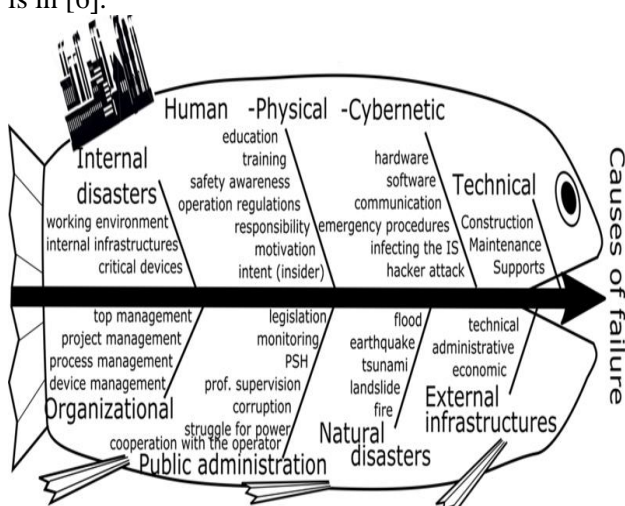 is in [6].
Human -Physical -Cybernetic
education
training
safety awareness
operation regulations
responsibility
motivation
intent (insider)
hardware
software
communication
emergency procedures
infecting the IS
hacker attack
Internal
disasters
working environment
internal infrastructures
critical devices
Technical
Construction
Maintenance
Supports
Causes of failure
top management
project management
process management
device management
Organizational
legislation
monitoring
PSH
prof. supervision
corruption
struggle for power
cooperation with the operator
Public administration
flood
earthquake
tsunami
landslide
fire
Natural
disasters
technical
administrative
economic
External
infrastructures